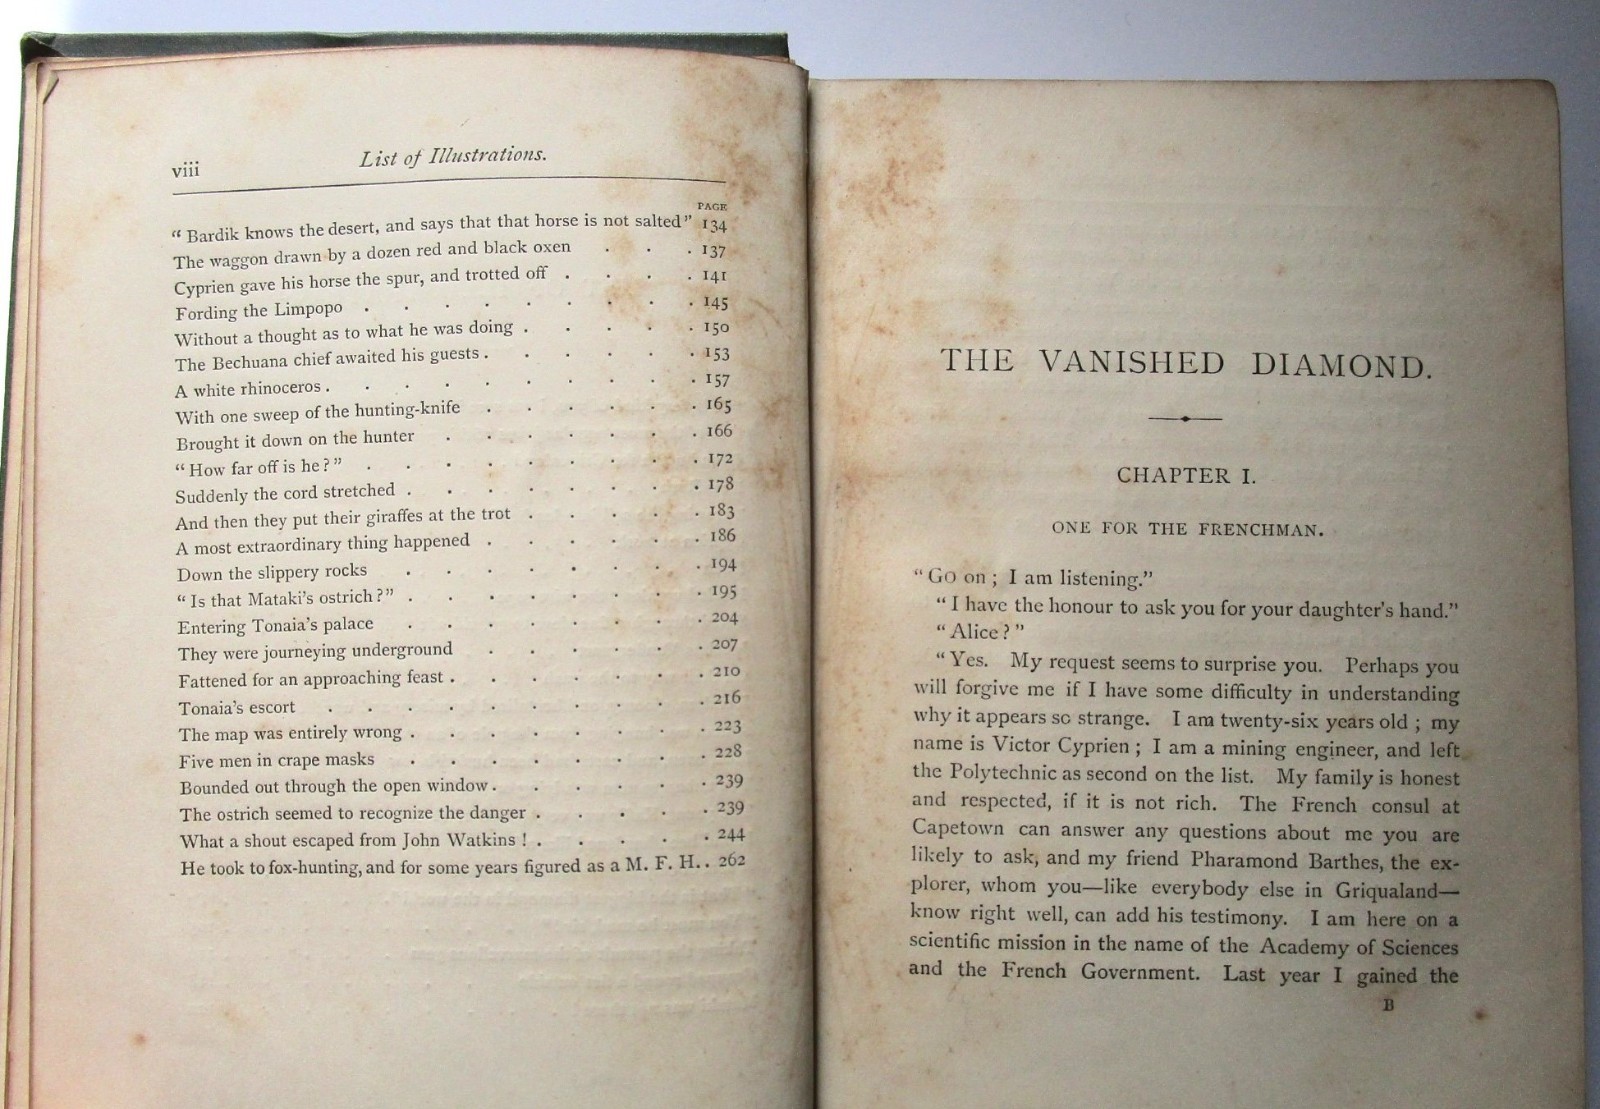 viii
List of Illustrations.
PAGE
“ Bardik knows the desert, and says that that horse is not salted” 134
The waggon drawn by a dozen red and black oxen . . . 137
Cyprien gave his horse the spur, and trotted off . . . . 141
Fording the Limpopo . . . . . . . . . 145
Without a thought as to what he was doing . . . . . 150
The Bechuana chief awaited his guests . . . . . . 153
A white rhinoceros . . . . . . . . . . 157
With one sweep of the hunting-knife . . . . . . 165
Brought it down on the hunter . . . . . . . 166
“ How far off is he ? ” . . . . . . . . . 172
Suddenly the cord stretched . . . . . . . . 178
And then they put their giraffes at the trot . . . . . 183
A most extraordinary thing happened . . . . . . 186
Down the slippery rocks . . . . . . . . 194
“ Is that Mataki’s ostrich ? ” . . . . . . . . 195
Entering Tonaia’s palace . . . . . . . . 204
They were journeying underground . . . . . . 207
Fattened for an approaching feast . . . . . . . 210
Tonaia’s escort . . . . . . . . . . 216
The map was entirely wrong . . . . . . . . 223
Five men in crape masks . . . . . . . . 228
Bounded out through the open window . . . . . . 239
The ostrich seemed to recognize the danger . . . . . 239
What a shout escaped from John Watkins ! . . . . . 244
He took to fox-hunting, and for some years figured as a M. F. H. . 262
THE VANISHED DIAMOND.
CHAPTER I.
ONE FOR THE FRENCHMAN.
“ Go on ; I am listening.”
“ I have the honour to ask you for your daughter’s hand.”
“ Alice ? ”
“ Yes. My request seems to surprise you. Perhaps you
will forgive me if I have some difficulty in understanding
why it appears so strange. I am twenty-six years old ; my
name is Victor Cyprien ; I am a mining engineer, and left
the Polytechnic as second on the list. My family is honest
and respected, if it is not rich. The French consul at
Capetown can answer any questions about me you are
likely to ask, and my friend Pharamond Barthes, the ex-
plorer, whom you—like everybody else in Griqualand—
know right well, can add his testimony. I am here on a
scientific mission in the name of the Academy of Sciences
and the French Government. Last year I gained the
B